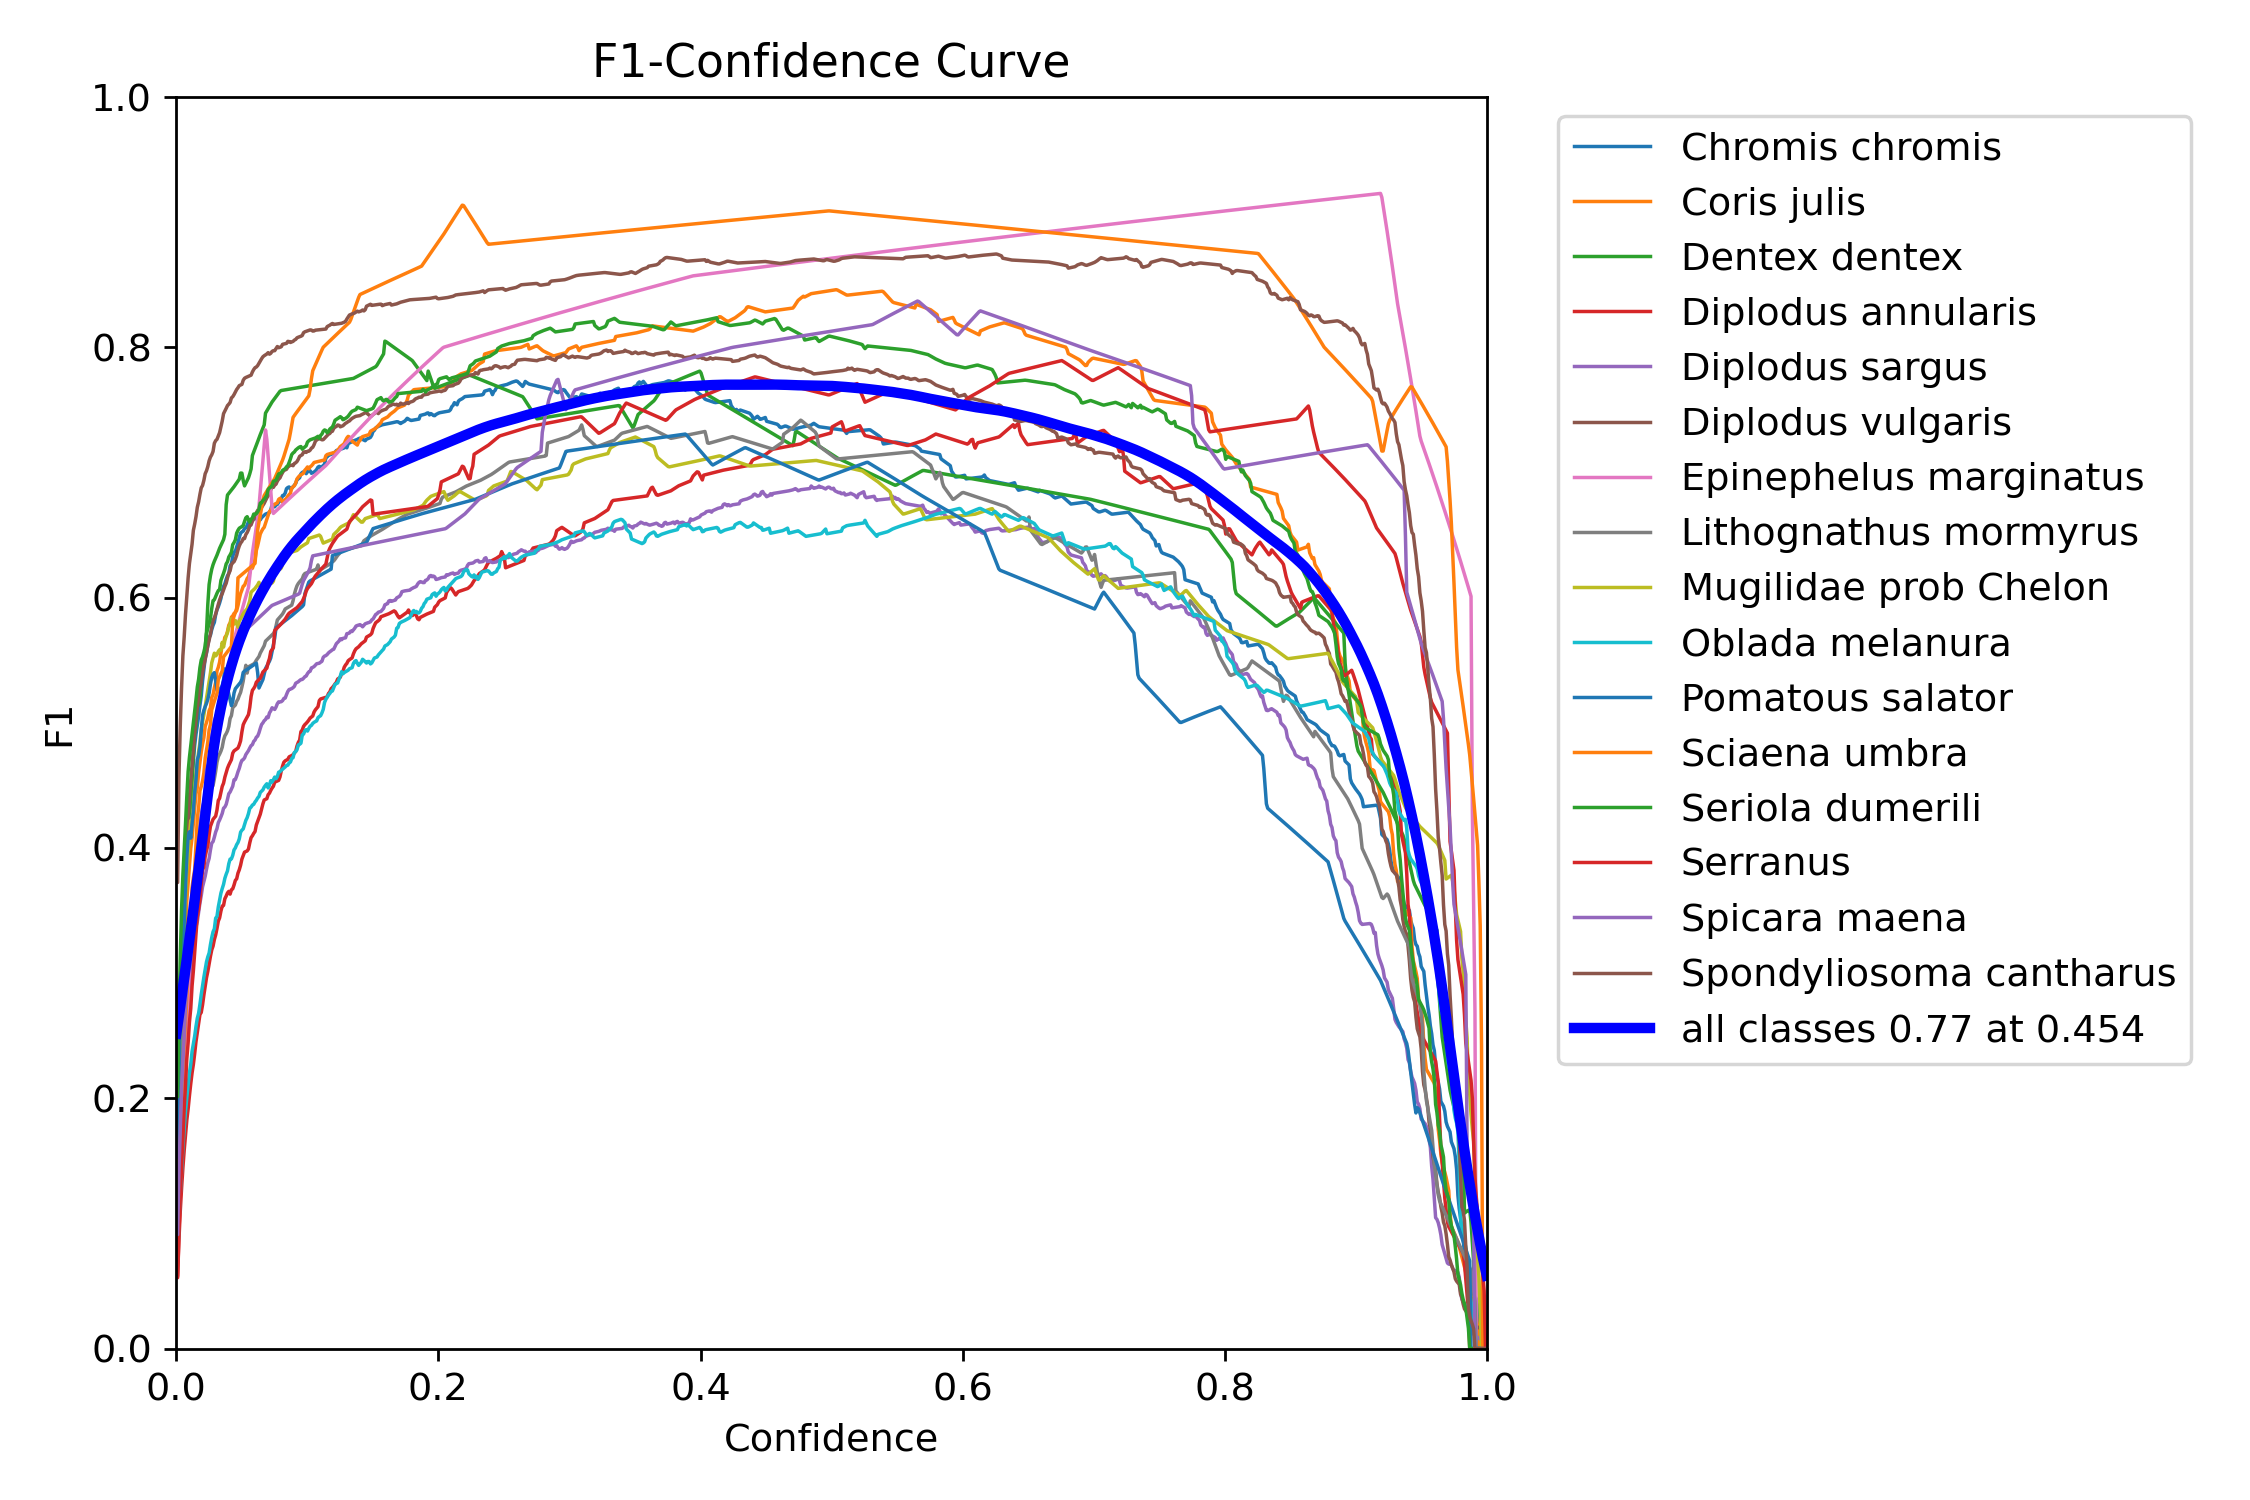 F1-Confidence Curve
1.0
0.8
0.6
0.4
0.2
0.0
F1
0.0 0.2 0.4 0.6 0.8 1.0
Confidence
Chromis chromis
Coris julis
Dentex dentex
Diplodus annularis
Diplodus sargus
Diplodus vulgaris
Epinephelus marginatus
Lithognathus mormyrus
Mugilidae prob Chelon
Oblada melanura
Pomatous salator
Sciaena umbra
Seriola dumerili
Serranus
Spicara maena
Spondyliosoma cantharus
all classes 0.77 at 0.454